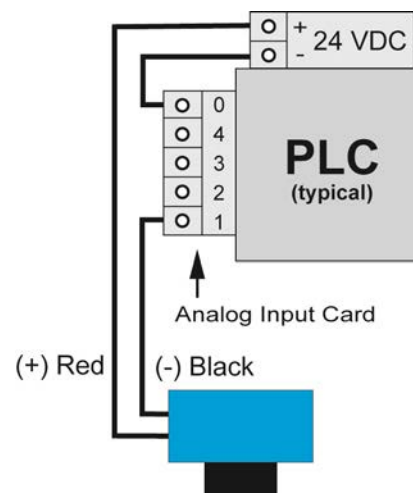 +
24 VDC
-
0
4
3
2
1
PLC
(typical)
Analog Input Card
(+) Red
(-) Black